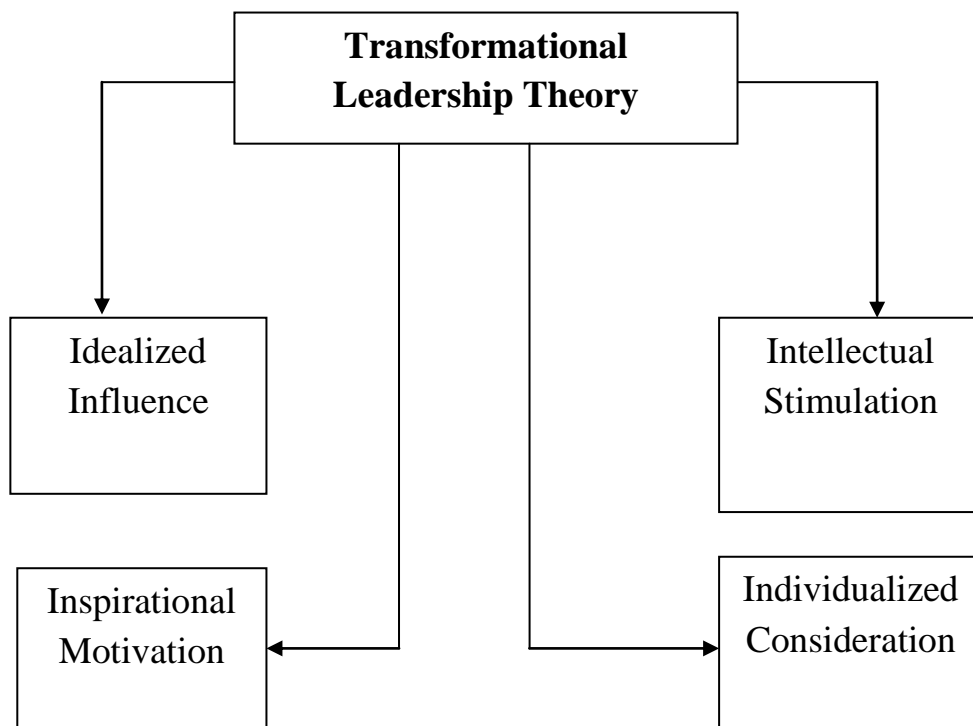 Transformational
Leadership Theory
Idealized
Influence
Intellectual
Stimulation
Inspirational
Motivation
Individualized
Consideration